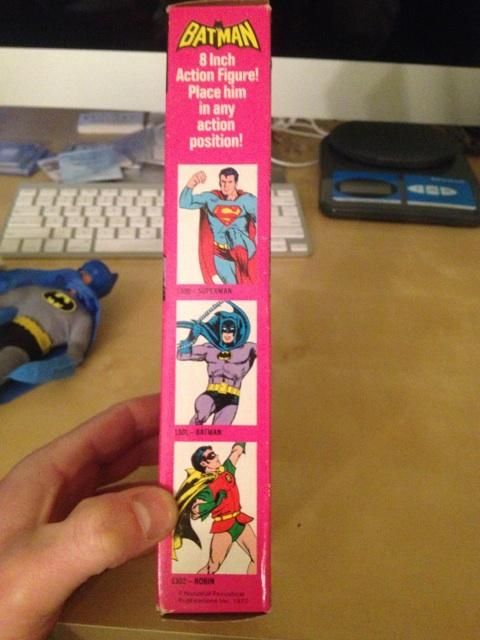 BATMAN
8 Inch
Action Figure!
Place him
in any
action
position!
1300-SUPERMAN
1301-BATMAN
1302-ROBIN
© National Periodical
Publications Inc. 1972